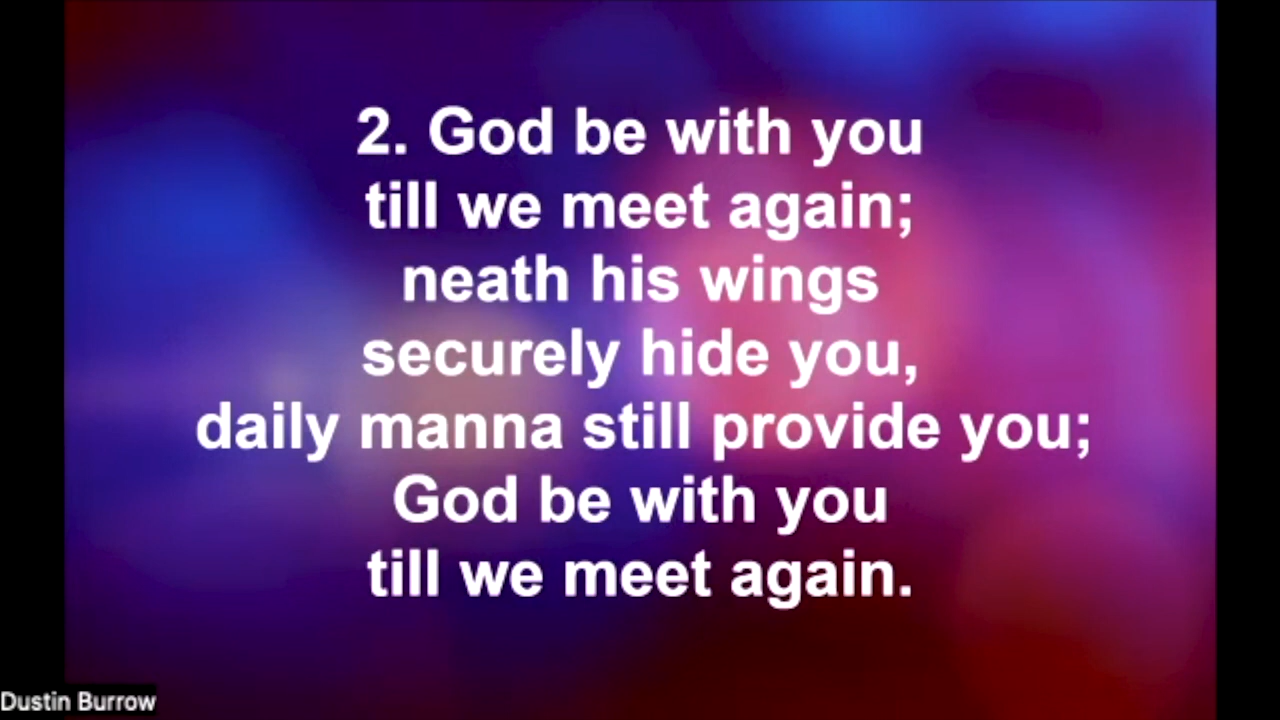 2. God be with you
till we meet again;
neath his wings
securely hide you,
daily manna still provide you;
God be with you
till we meet again.
Dustin Burrow